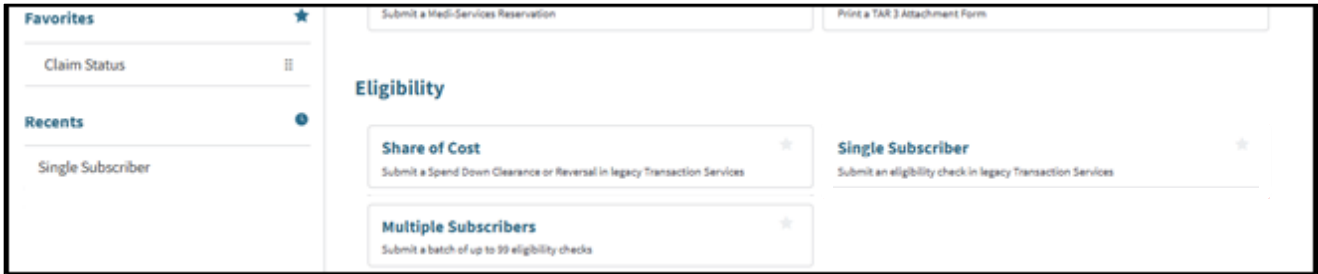 Favorites
Claim Status
Recents
Single Subscriber
Submit a Medi-Services Reservation
Print a TAR 3 Attachment Form
Eligibility
Share of Cost
Submit a Spend Down Clearance or Reversal in legacy Transaction Services
Single Subscriber
Submit an eligibility check in legacy Transaction Services
Multiple Subscribers
Submit a batch of up to 99 eligibility checks